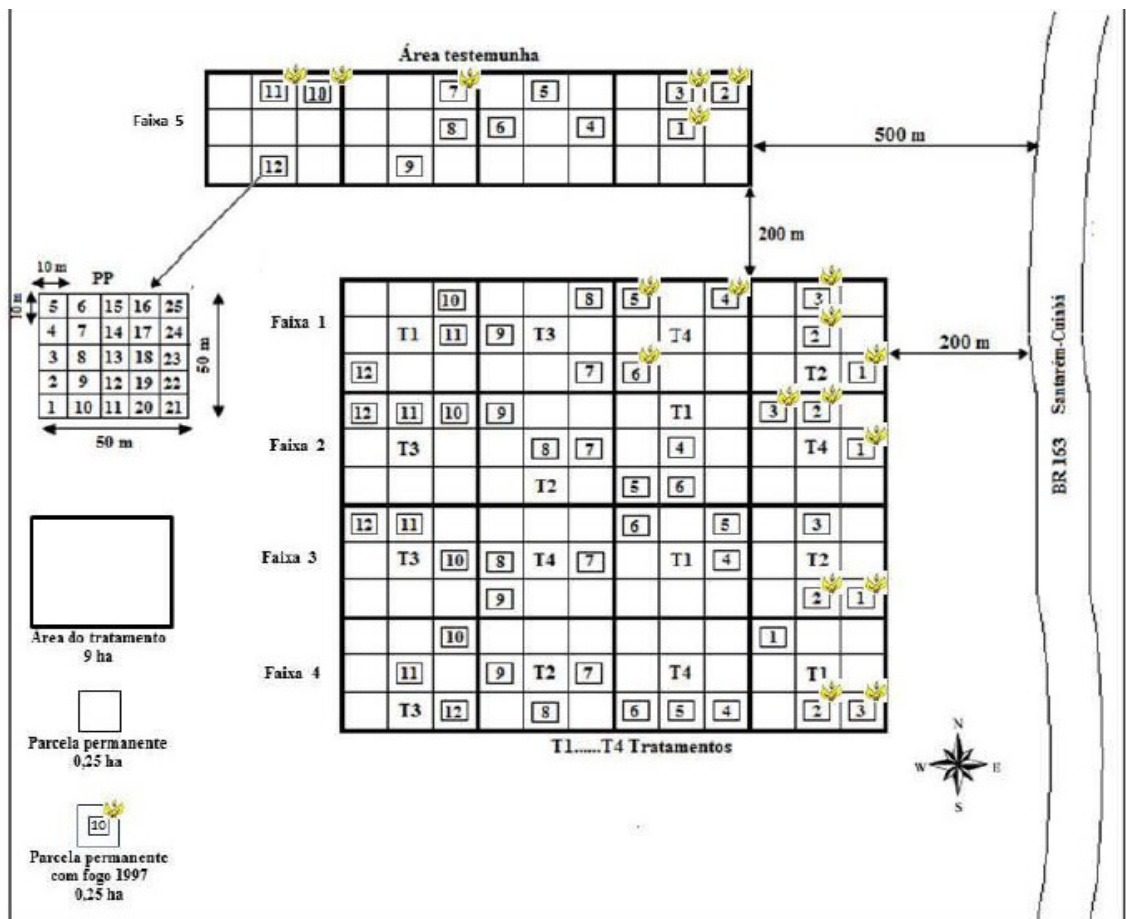 Área testemunha
11 10 7 5 3 2
Faixa 5
8 6 4 1
12 9
500 m
200 m
10 m PP
10 m
5 6 15 16 25
4 7 14 17 24
3 8 13 18 23
2 9 12 19 22
1 10 11 20 21
50 m
50 m
10 8 5 4 3
Faixa 1
T1 11 9 T3 T4 2
12 7 6 T2 1
200 m
12 11 10 9 T1 3 2
Faixa 2
T3 8 7 4 T4 1
T2 5 6
12 11 6 5 3
Faixa 3
T3 10 8 T4 7 T1 4 T2
9 2 1
10 1
Faixa 4
11 9 T2 7 T4 T1
T3 12 8 6 5 4 2 3
T1......T4 Tratamentos
BR 163 Santarém-Cuiabá
Area do tratamento
9 ha
Parcela permanente
0,25 ha
10
Parcela permanente
com fogo 1997
0,25 ha
N
W E
S